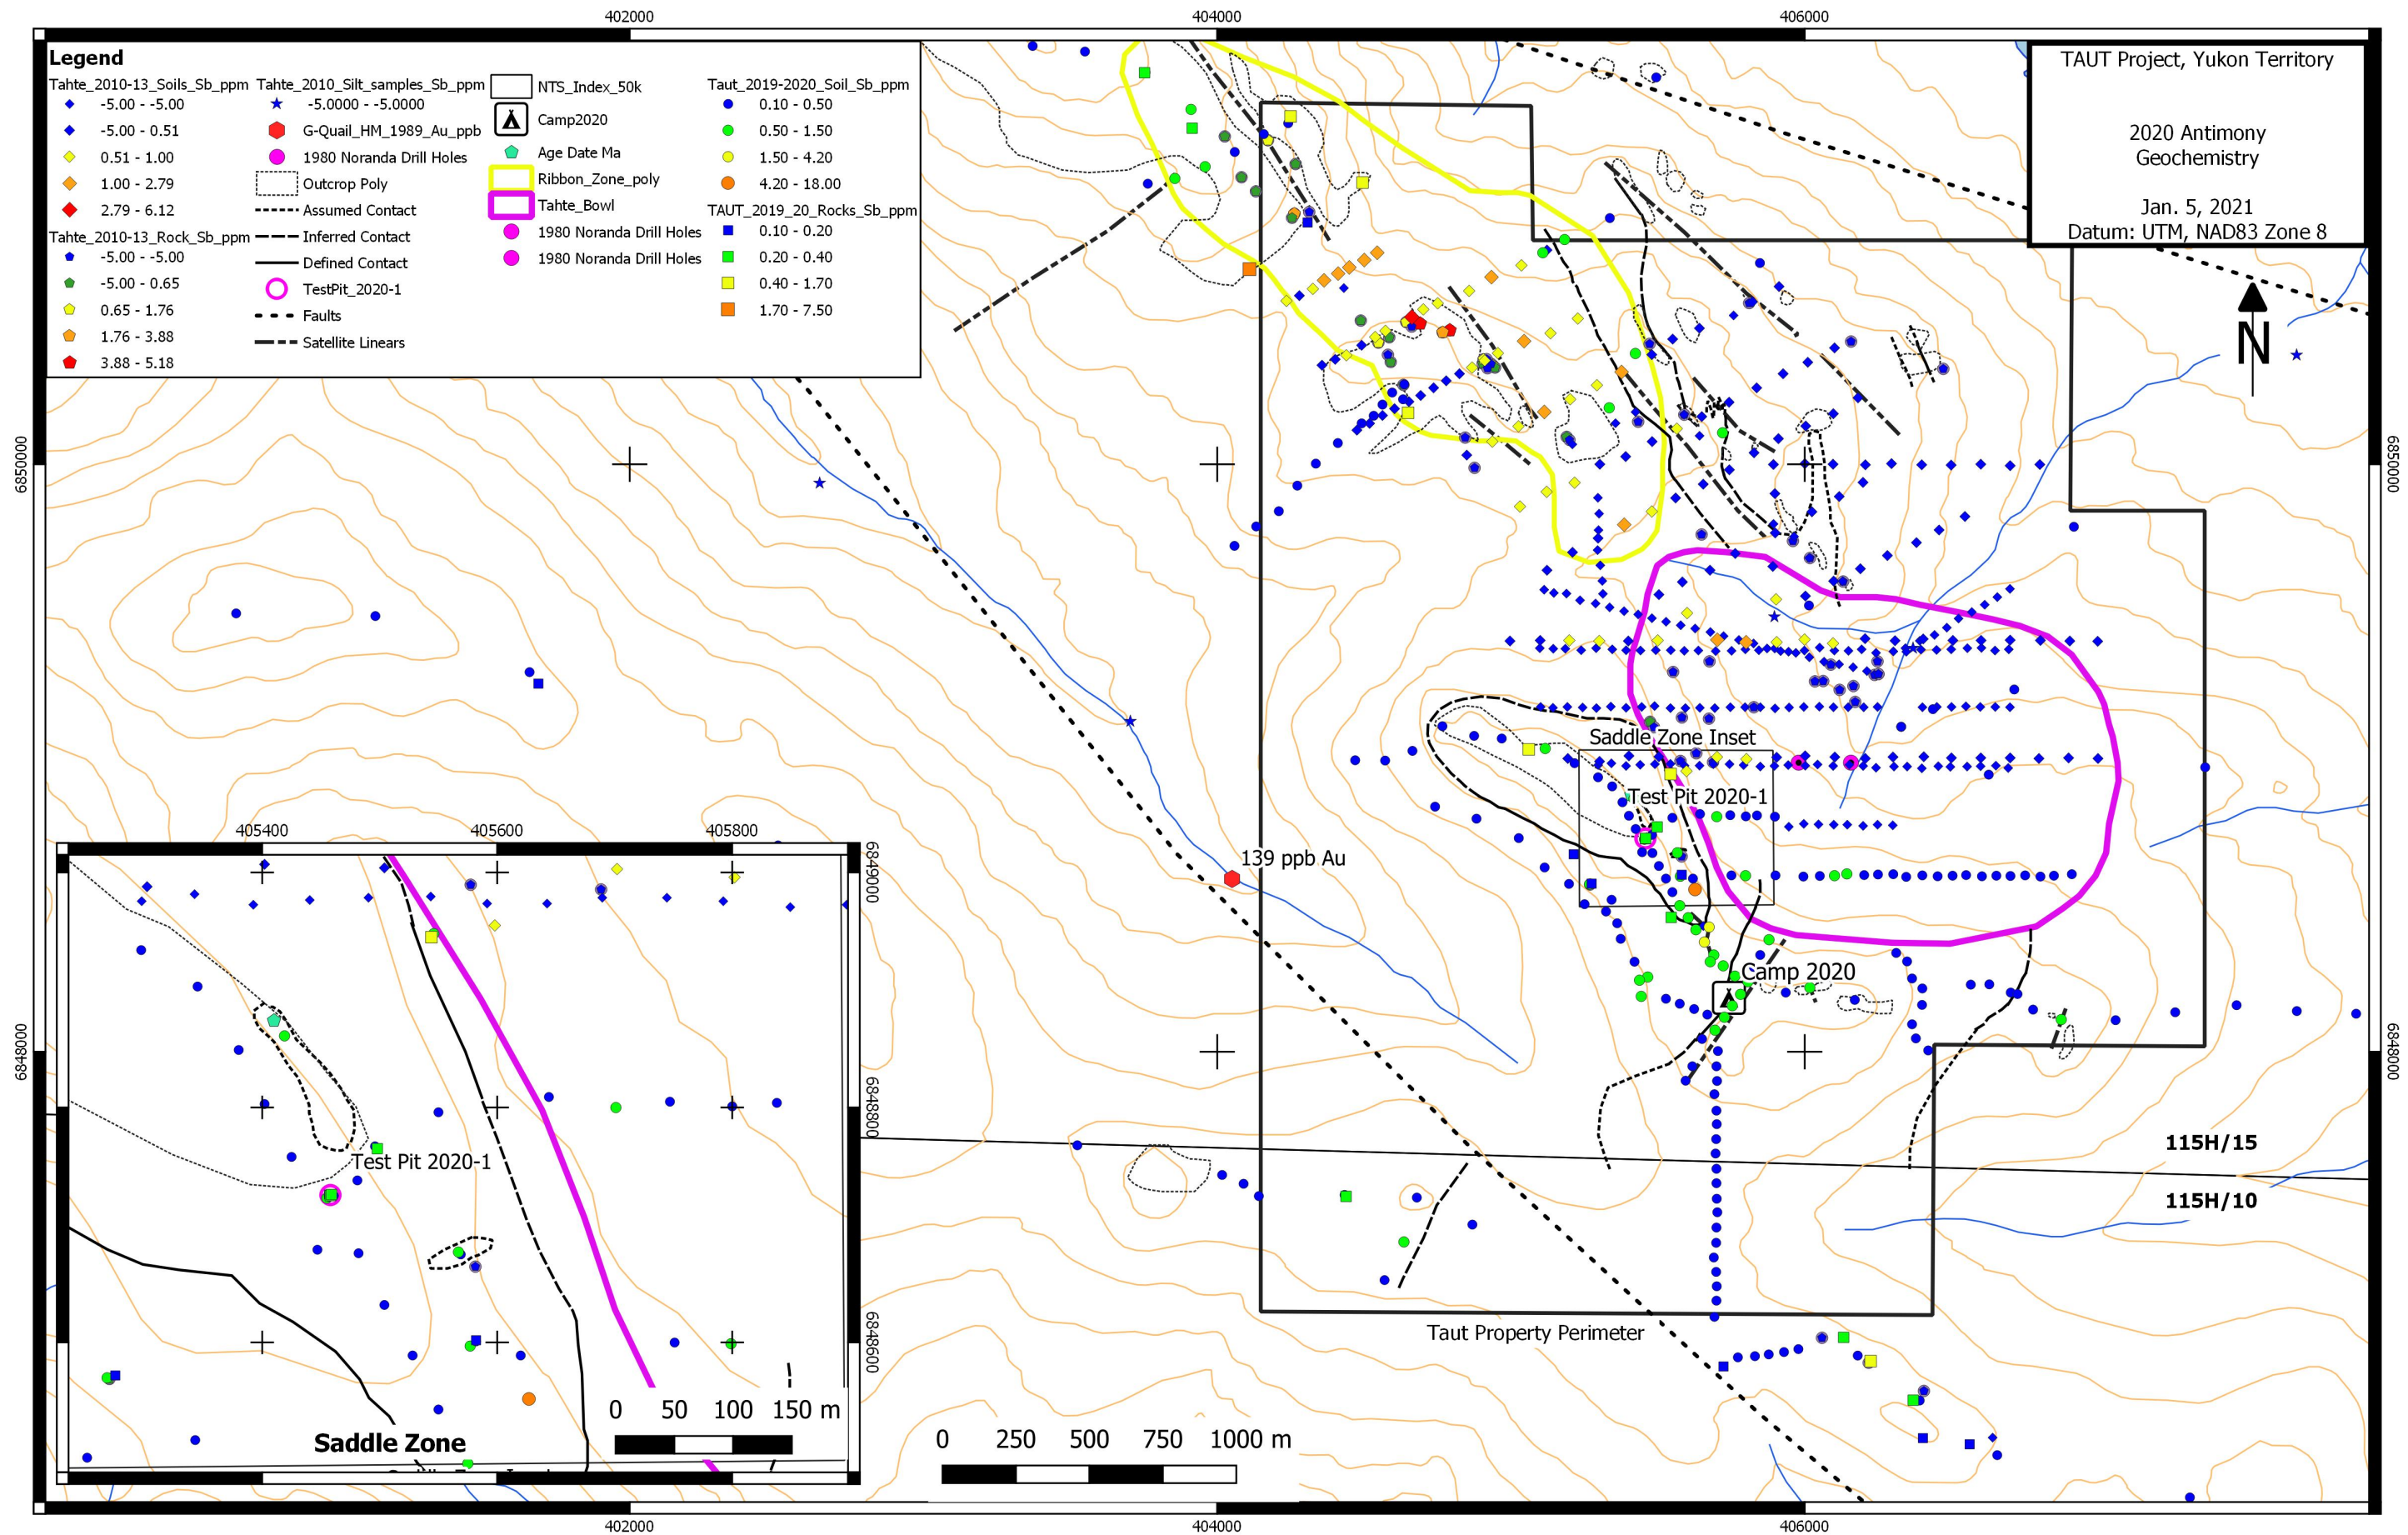 402000
404000
406000
Legend
Tahte_2010-13_Soils_Sb_ppm
-5.00 - -5.00
-5.00 - 0.51
0.51 - 1.00
1.00 - 2.79
2.79 - 6.12
Tahte_2010-13_Rock_Sb_ppm
-5.00 - -5.00
-5.00 - 0.65
0.65 - 1.76
1.76 - 3.88
3.88 - 5.18
Tahte_2010_Silt_samples_Sb_ppm
-5.0000 - -5.0000
G-Quail_HM_1989_Au_ppb
1980 Noranda Drill Holes
Outcrop Poly
Assumed Contact
Inferred Contact
Defined Contact
TestPit_2020-1
Faults
Satellite Linears
NTS_Index_50k
Camp2020
Age Date Ma
Ribbon_Zone_poly
Tahte_Bowl
1980 Noranda Drill Holes
1980 Noranda Drill Holes
Taut_2019-2020_Soil_Sb_ppm
0.10 - 0.50
0.50 - 1.50
1.50 - 4.20
4.20 - 18.00
TAUT_2019_20_Rocks_Sb_ppm
0.10 - 0.20
0.20 - 0.40
0.40 - 1.70
1.70 - 7.50
TAUT Project, Yukon Territory
2020 Antimony
Geochemistry
Jan. 5, 2021
Datum: UTM, NAD83 Zone 8
N
6850000
6850000
Saddle Zone Inset
Test Pit 2020-1
139 ppb Au
Camp 2020
6848000
6848000
115H/15
115H/10
Taut Property Perimeter
405400
405600
405800
6849000
6848800
6848600
Test Pit 2020-1
0 50 100 150 m
Saddle Zone
0 250 500 750 1000 m
402000
404000
406000